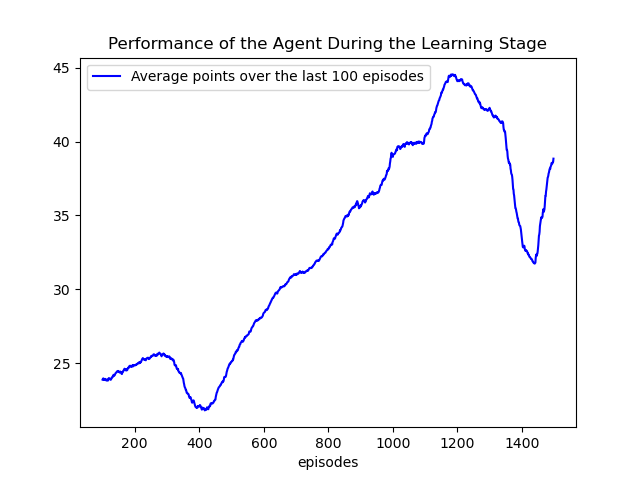 Performance of the Agent During the Learning Stage
Average points over the last 100 episodes
45
40
35
30
25
200 400 600 800 1000 1200 1400
episodes